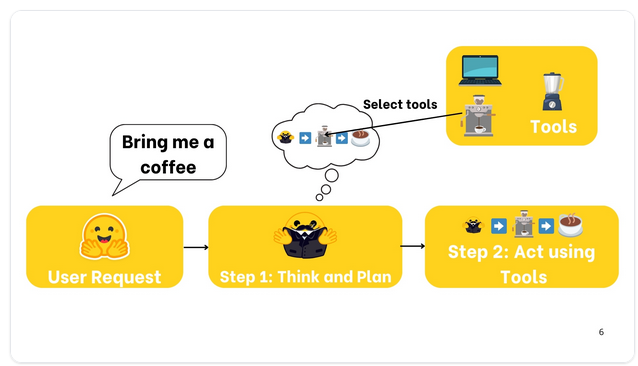 Select tools
Tools
Bring me a
coffee
User Request
Step 1: Think and Plan
Step 2: Act using
Tools
6